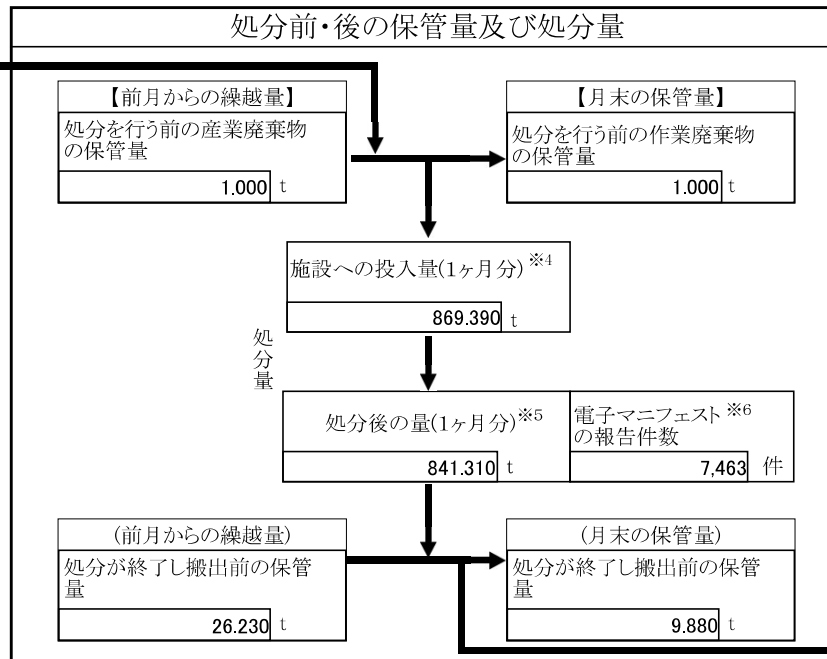 処分前・後の保管量及び処分量
【前月からの繰越量】
処分を行う前の産業廃棄物
の保管量
1.000 t
【月末の保管量】
処分を行う前の作業廃棄物
の保管量
1.000 t
施設への投入量(1ヶ月分)※4
869.390 t
処分量
処分後の量(1ヶ月分)※5
841.310 t
電子マニフェスト※6
の報告件数
7,463 件
(前月からの繰越量)
処分が終了し搬出前の保管
量
26.230 t
(月末の保管量)
処分が終了し搬出前の保管
量
9.880 t